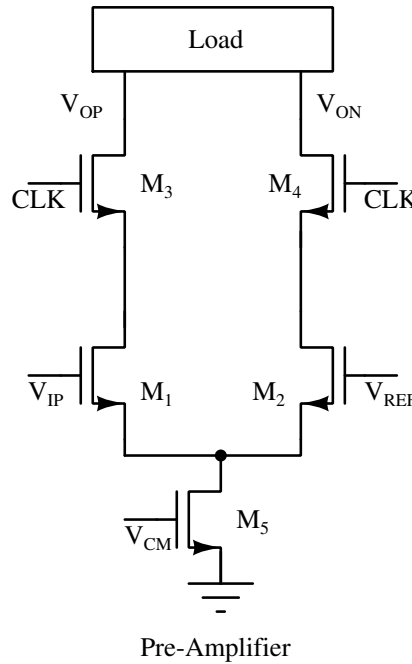 Load
V_OP V_ON
CLK M_3 M_4 CLK
V_IP M_1 M_2 V_REF
V_CM M_5
Pre-Amplifier